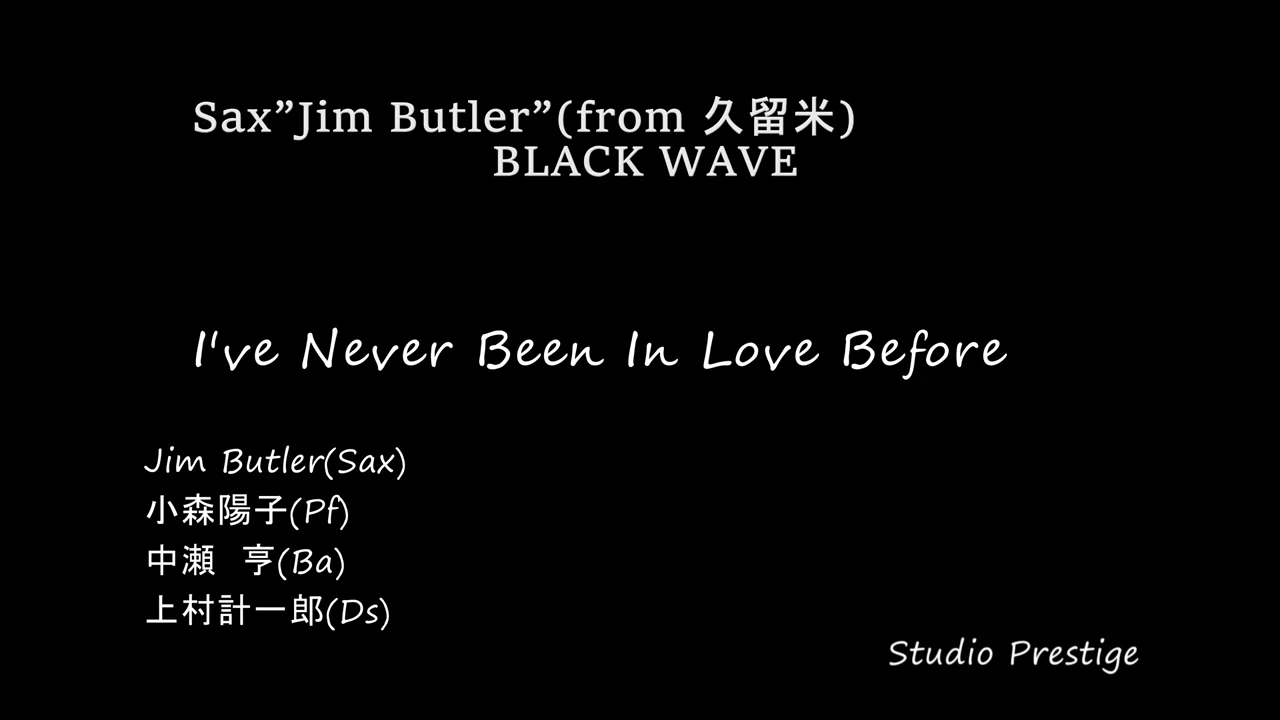 Sax”Jim Butler”(from 久留米)
BLACK WAVE
I've Never Been In Love Before
Jim Butler(Sax)
小森陽子(Pf)
中瀬　亨(Ba)
上村計一郎(Ds)
Studio Prestige